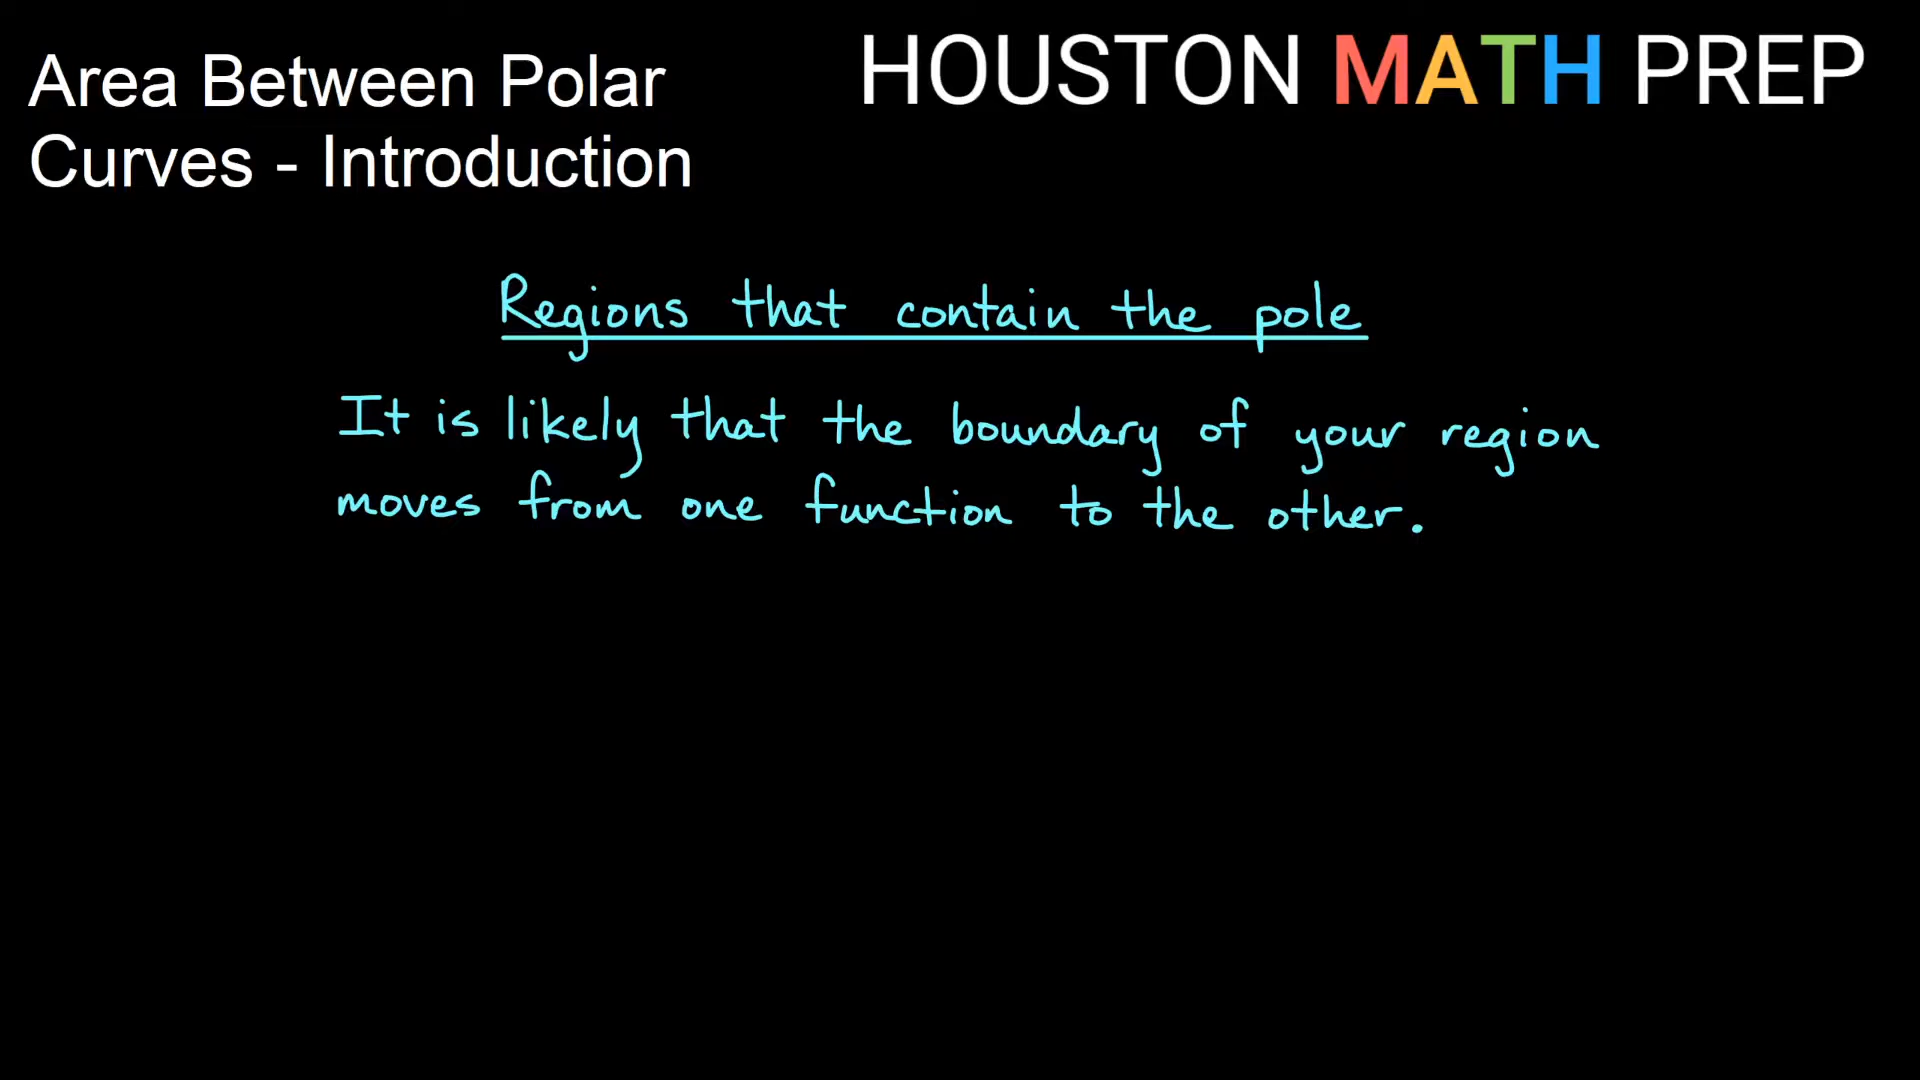 Area Between Polar
Curves - Introduction
HOUSTON MATH PREP
Regions that contain the pole
It is likely that the boundary of your region
moves from one function to the other.